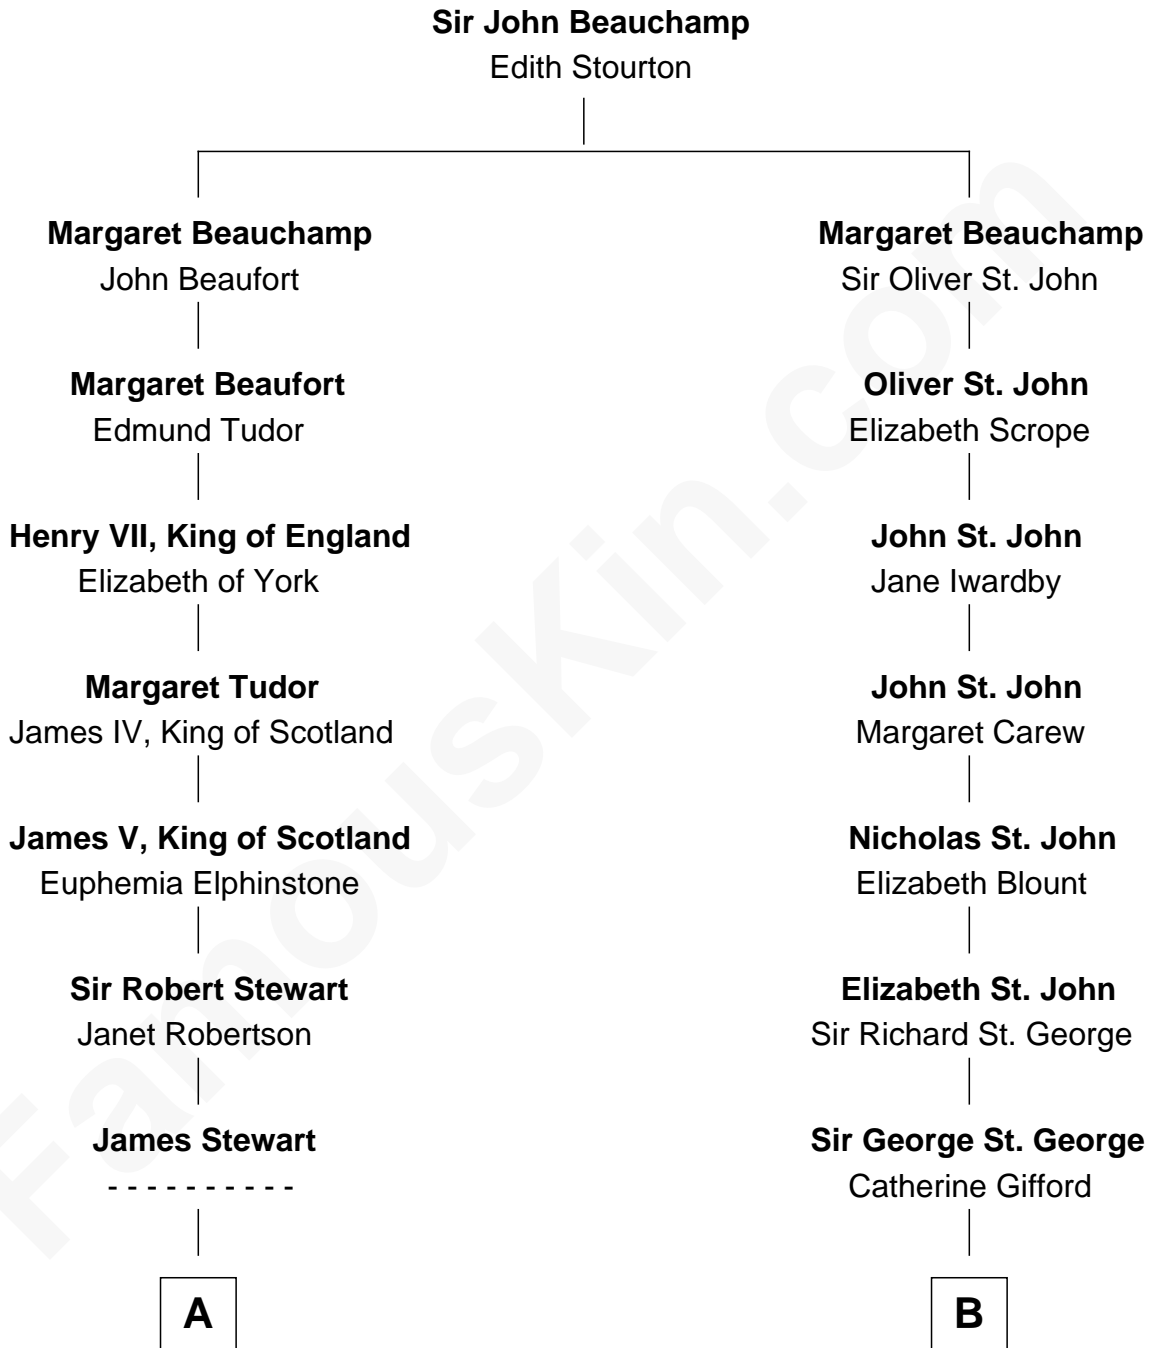 Sir John Beauchamp
Edith Stourton
Margaret Beauchamp
John Beaufort
Margaret Beaufort
Edmund Tudor
Henry VII, King of England
Elizabeth of York
Margaret Tudor
James IV, King of Scotland
James V, King of Scotland
Euphemia Elphinstone
Sir Robert Stewart
Janet Robertson
James Stewart
- - - - - - - - - -
A
Margaret Beauchamp
Sir Oliver St. John
Oliver St. John
Elizabeth Scrope
John St. John
Jane Iwardby
John St. John
Margaret Carew
Nicholas St. John
Elizabeth Blount
Elizabeth St. John
Sir Richard St. George
Sir George St. George
Catherine Gifford
B
FamousKin.com